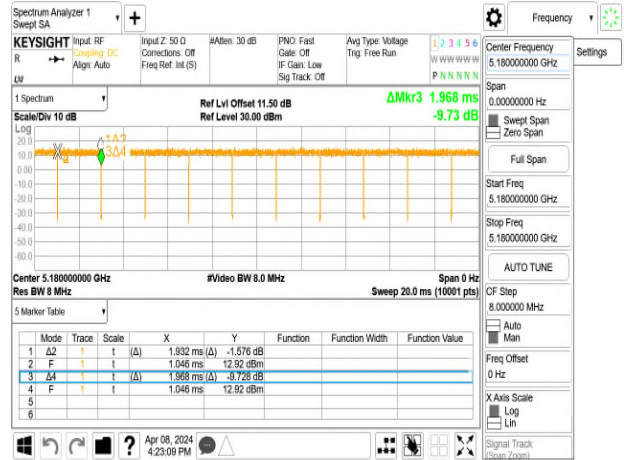 Spectrum Analyzer 1
Swept SA
Frequency
KEYSIGHT
R
Input: RF
Coupling: DC
Align: Auto
Input Z: 50 Ω
Corrections: Off
Freq Ref: Int (S)
#Atten: 30 dB
PNO: Fast
Gate: Off
IF Gain: Low
Sig Track: Off
Avg Type: Voltage
Trig: Free Run
1 2 3 4 5 6
W W W W W W
P N N N N N
Center Frequency
5.180000000 GHz
Settings
Span
0.00000000 Hz
Swept Span
Zero Span
Full Span
Start Freq
5.180000000 GHz
Stop Freq
5.180000000 GHz
AUTO TUNE
CF Step
8.000000 MHz
Auto
Man
Freq Offset
0 Hz
X Axis Scale
Log
Lin
Signal Track
(Span Zoom)
1 Spectrum
Scale/Div 10 dB
Ref Lvl Offset 11.50 dB
Ref Level 30.00 dBm
ΔMkr3 1.968 ms
-9.73 dB
Log
20.0
10.0
0.00
-10.0
-20.0
-30.0
-40.0
-50.0
-60.0
1Δ2
3Δ4
Center 5.180000000 GHz
#Video BW 8.0 MHz
Span 0 Hz
Res BW 8 MHz
Sweep 20.0 ms (10001 pts)
5 Marker Table
Mode Trace Scale X Y Function Function Width Function Value
1 Δ2 1 t (Δ) 1.932 ms (Δ) -1.576 dB
2 F 1 t 1.046 ms 12.92 dBm
3 Δ4 1 t (Δ) 1.968 ms (Δ) -9.728 dB
4 F 1 t 1.046 ms 12.92 dBm
5
6
Apr 08, 2024
4:23:09 PM